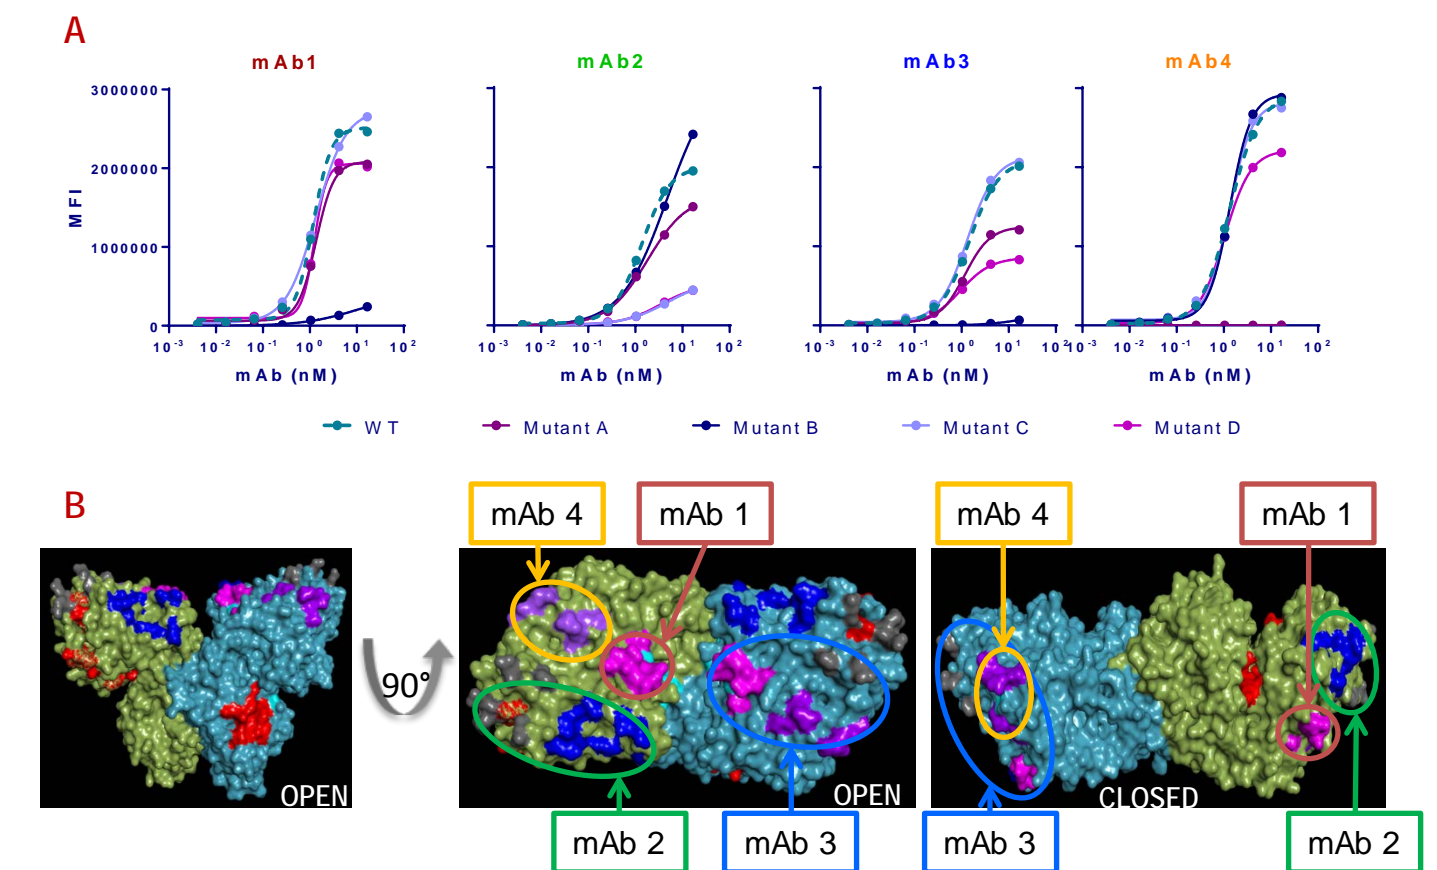 A
mAb1 mAb2 mAb3 mAb4
3000000
2000000
1000000
0
MFI
10-3 10-2 10-1 100 101 102 10-3 10-2 10-1 100 101 102 10-3 10-2 10-1 100 101 102 10-3 10-2 10-1 100 101 102
mAb (nM) mAb (nM) mAb (nM) mAb (nM)
WT Mutant A Mutant B Mutant C Mutant D
B
mAb 4 mAb 1 mAb 4 mAb 1
90°
OPEN OPEN CLOSED
mAb 2 mAb 3 mAb 3 mAb 2